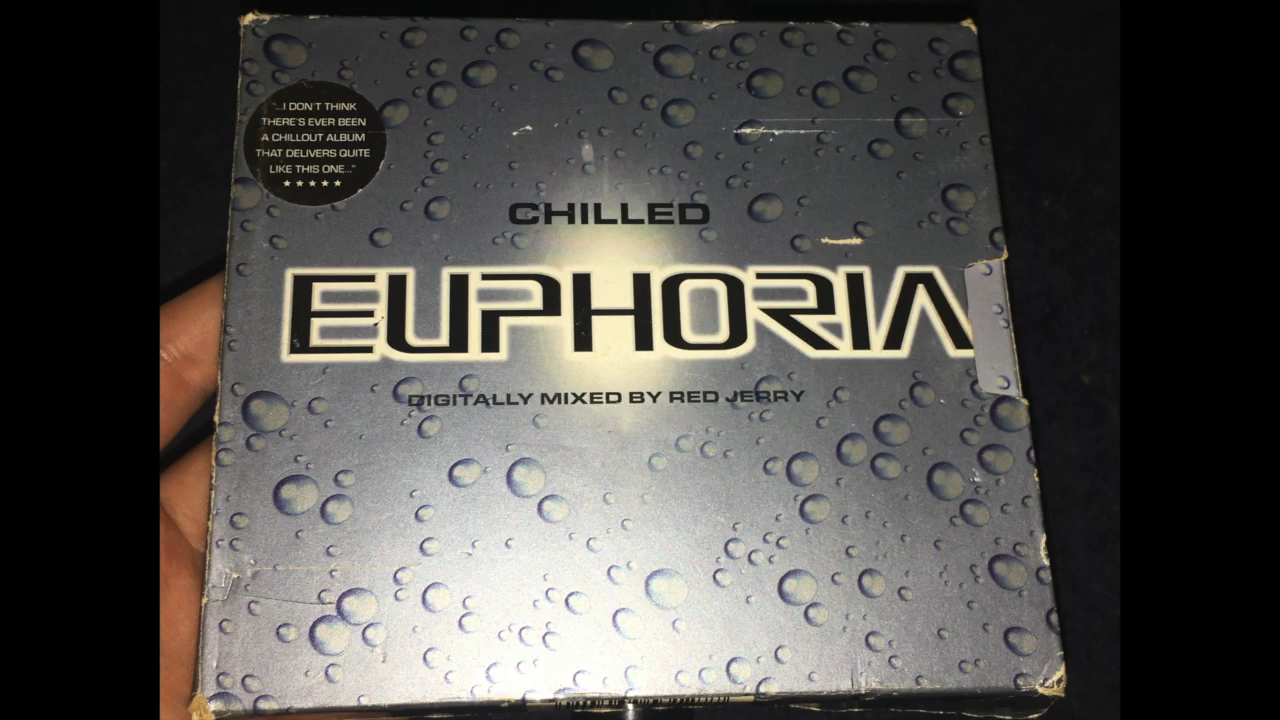 "...I DON'T THINK
THERE'S EVER BEEN
A CHILLOUT ALBUM
THAT DELIVERS QUITE
LIKE THIS ONE..."
★★★★★
CHILLED
EUPHORIA
DIGITALLY MIXED BY RED JERRY